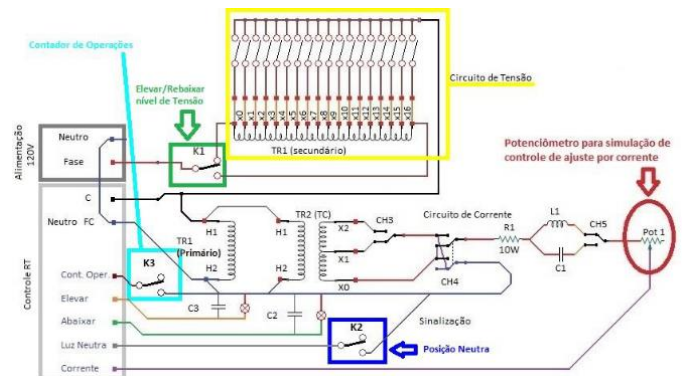 Contador de Operações
Elevar/Rebaixar
nível de Tensão
Circuito de Tensão
x0 x1 x2 x3 x4 x5 x6 x7 x8 x9 x10 x11 x12 x13 x14 x15 x16
TR1 (secundário)
K1
Alimentação
120V
Neutro
Fase
Potenciômetro para simulação de
controle de ajuste por corrente
C
Neutro FC
Controle RT
H1
H1
TR1
(Primário)
H2
H2
TR2 (TC)
X2
X1
X0
CH3
Circuito de Corrente
R1
10W
L1
C1
CH5
Pot 1
CH4
K3
Cont. Oper.
Elevar
Abaixar
Luz Neutra
Corrente
C3
C2
K2
Sinalização
Posição Neutra